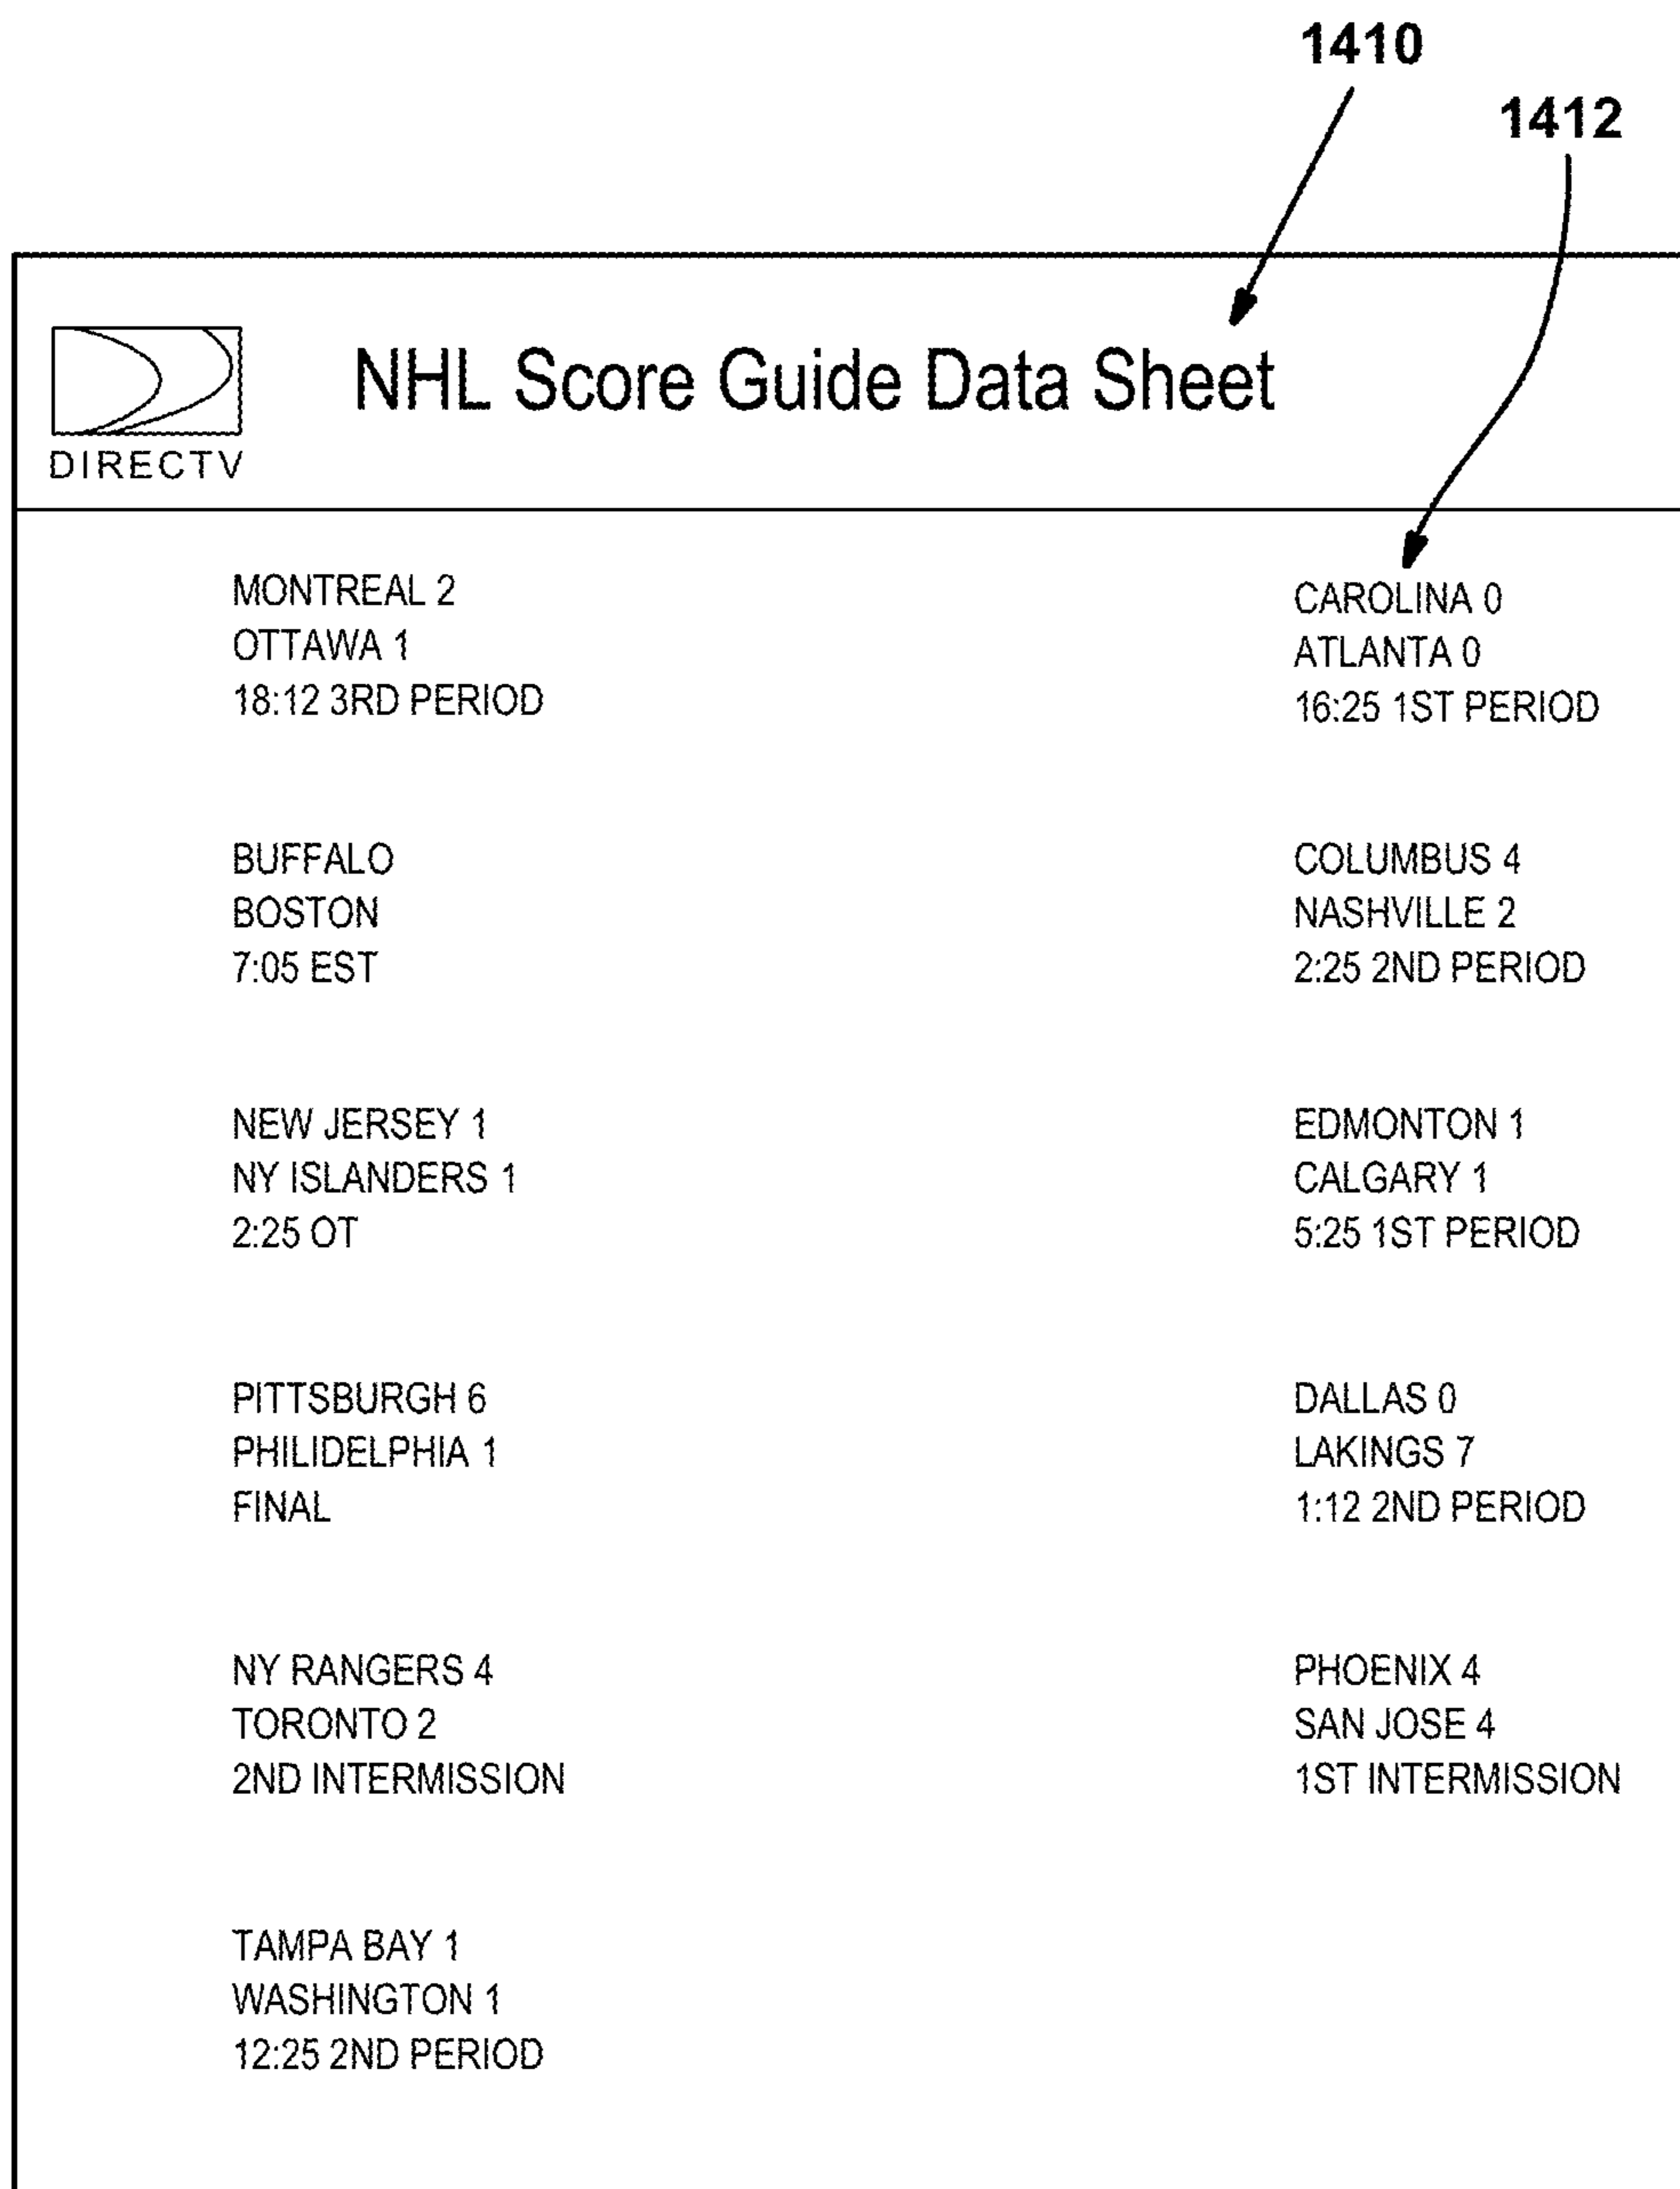 1410
1412
NHL Score Guide Data Sheet
DIRECTV
MONTREAL 2
OTTAWA 1
18:12 3RD PERIOD
BUFFALO
BOSTON
7:05 EST
NEW JERSEY 1
NY ISLANDERS 1
2:25 OT
PITTSBURGH 6
PHILIDELPHIA 1
FINAL
NY RANGERS 4
TORONTO 2
2ND INTERMISSION
TAMPA BAY 1
WASHINGTON 1
12:25 2ND PERIOD
CAROLINA 0
ATLANTA 0
16:25 1ST PERIOD
COLUMBUS 4
NASHVILLE 2
2:25 2ND PERIOD
EDMONTON 1
CALGARY 1
5:25 1ST PERIOD
DALLAS 0
LAKINGS 7
1:12 2ND PERIOD
PHOENIX 4
SAN JOSE 4
1ST INTERMISSION